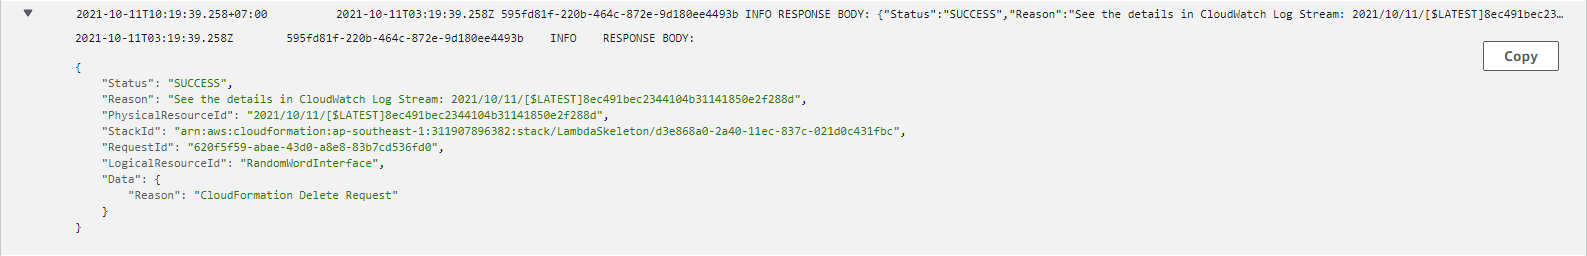 2021-10-11T10:19:39.258+07:00 2021-10-11T03:19:39.258Z 595fd81f-220b-464c-872e-9d180ee4493b INFO RESPONSE BODY: {"Status":"SUCCESS","Reason":"See the details in CloudWatch Log Stream: 2021/10/11/[$LATEST]8ec491bec23…
2021-10-11T03:19:39.258Z 595fd81f-220b-464c-872e-9d180ee4493b INFO RESPONSE BODY:
Copy
{
"Status": "SUCCESS",
"Reason": "See the details in CloudWatch Log Stream: 2021/10/11/[$LATEST]8ec491bec2344104b31141850e2f288d",
"PhysicalResourceId": "2021/10/11/[$LATEST]8ec491bec2344104b31141850e2f288d",
"StackId": "arn:aws:cloudformation:ap-southeast-1:311907896382:stack/LambdaSkeleton/d3e868a0-2a40-11ec-837c-021d0c431fbc",
"RequestId": "620f5f59-abae-43d0-a8e8-83b7cd536fd0",
"LogicalResourceId": "RandomWordInterface",
"Data": {
"Reason": "CloudFormation Delete Request"
}
}